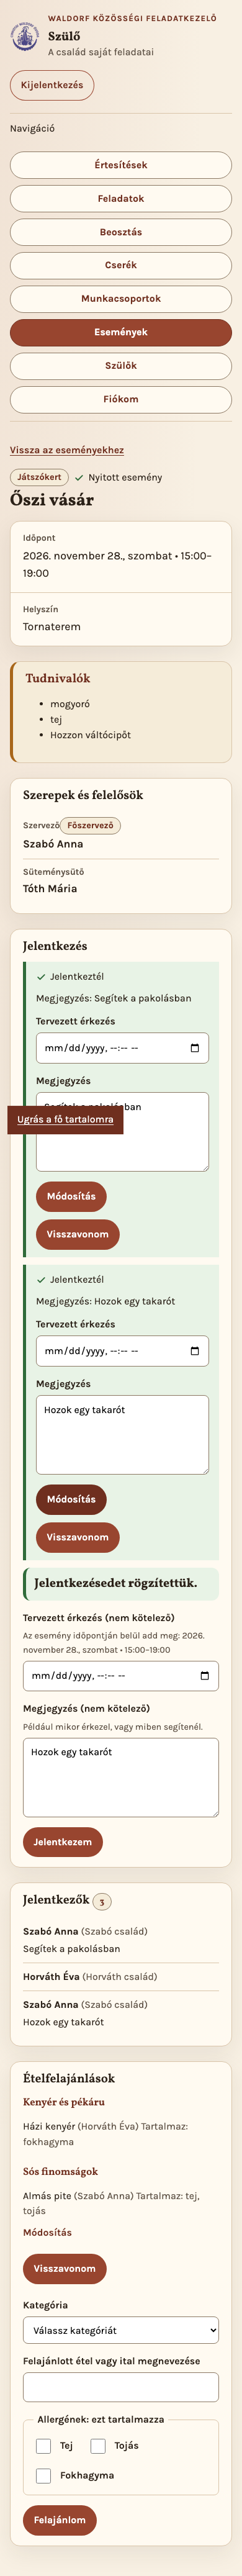 WALDORF KÖZÖSSÉGI FELADATKEZELŐ
Szülő
A család saját feladatai
Kijelentkezés
Navigáció
Értesítések
Feladatok
Beosztás
Cserék
Munkacsoportok
Események
Szülők
Fiókom
Vissza az eseményekhez
Játszókert
Nyitott esemény
Őszi vásár
Időpont
2026. november 28., szombat • 15:00–
19:00
Helyszín
Tornaterem
Tudnivalók
mogyoró
tej
Hozzon váltócipőt
Szerepek és felelősök
Szervező Főszervező
Szabó Anna
Süteménysütő
Tóth Mária
Jelentkezés
Jelentkeztél
Megjegyzés: Segítek a pakolásban
Tervezett érkezés
mm/dd/yyyy, --:-- --
Megjegyzés
Ugrás a fő tartalomra
Módosítás
Visszavonom
Jelentkeztél
Megjegyzés: Hozok egy takarót
Tervezett érkezés
mm/dd/yyyy, --:-- --
Megjegyzés
Hozok egy takarót
Módosítás
Visszavonom
Jelentkezésedet rögzítettük.
Tervezett érkezés (nem kötelező)
Az esemény időpontján belül add meg: 2026.
november 28., szombat • 15:00–19:00
mm/dd/yyyy, --:-- --
Megjegyzés (nem kötelező)
Például mikor érkezel, vagy miben segítenél.
Hozok egy takarót
Jelentkezem
Jelentkezők 3
Szabó Anna (Szabó család)
Segítek a pakolásban
Horváth Éva (Horváth család)
Szabó Anna (Szabó család)
Hozok egy takarót
Ételfelajánlások
Kenyér és pékáru
Házi kenyér (Horváth Éva) Tartalmaz:
fokhagyma
Sós finomságok
Almás pite (Szabó Anna) Tartalmaz: tej,
tojás
Módosítás
Visszavonom
Kategória
Válassz kategóriát
Felajánlott étel vagy ital megnevezése
Allergének: ezt tartalmazza
Tej
Tojás
Fokhagyma
Felajánlom